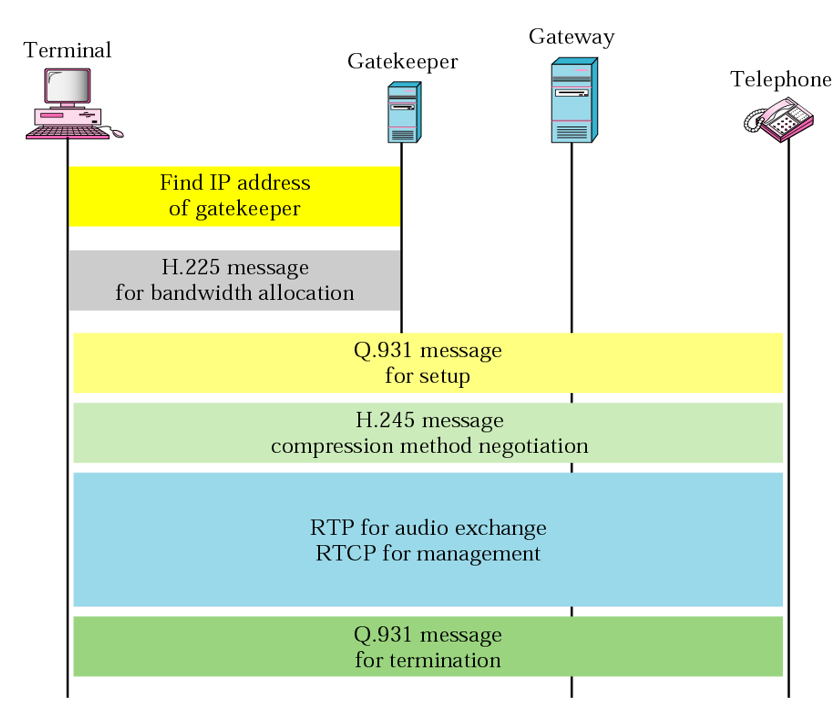 Terminal
Gatekeeper
Gateway
Telephone
Find IP address
of gatekeeper
H.225 message
for bandwidth allocation
Q.931 message
for setup
H.245 message
compression method negotiation
RTP for audio exchange
RTCP for management
Q.931 message
for termination